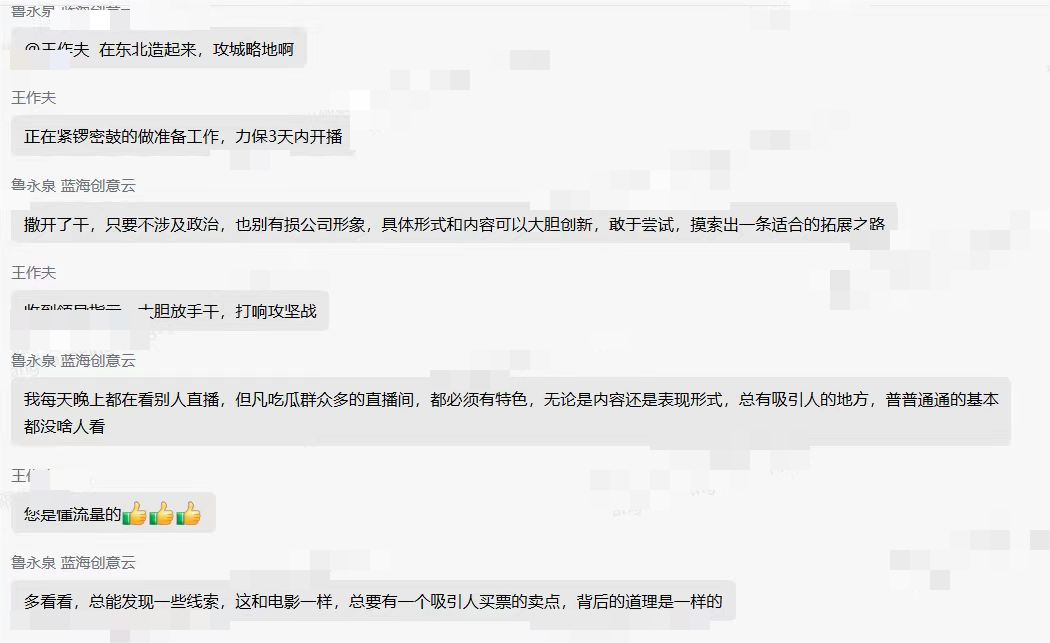 鲁永泉 蓝海创意云
@王作夫 在东北造起来，攻城略地啊
王作夫
正在紧锣密鼓的做准备工作，力保3天内开播
鲁永泉 蓝海创意云
撒开了干，只要不涉及政治，也别有损公司形象，具体形式和内容可以大胆创新，敢于尝试，摸索出一条适合的拓展之路
王作夫
收到领导指示，大胆放手干，打响攻坚战
鲁永泉 蓝海创意云
我每天晚上都在看别人直播，但凡吃瓜群众多的直播间，都必须有特色，无论是内容还是表现形式，总有吸引人的地方，普普通通的基本
都没啥人看
王作
您是懂流量的👍👍👍
鲁永泉 蓝海创意云
多看看，总能发现一些线索，这和电影一样，总要有一个吸引人买票的卖点，背后的道理是一样的